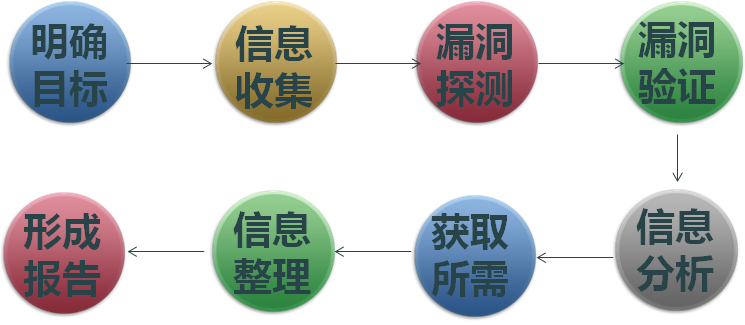 明确
目标
信息
收集
漏洞
探测
漏洞
验证
信息
分析
获取
所需
信息
整理
形成
报告